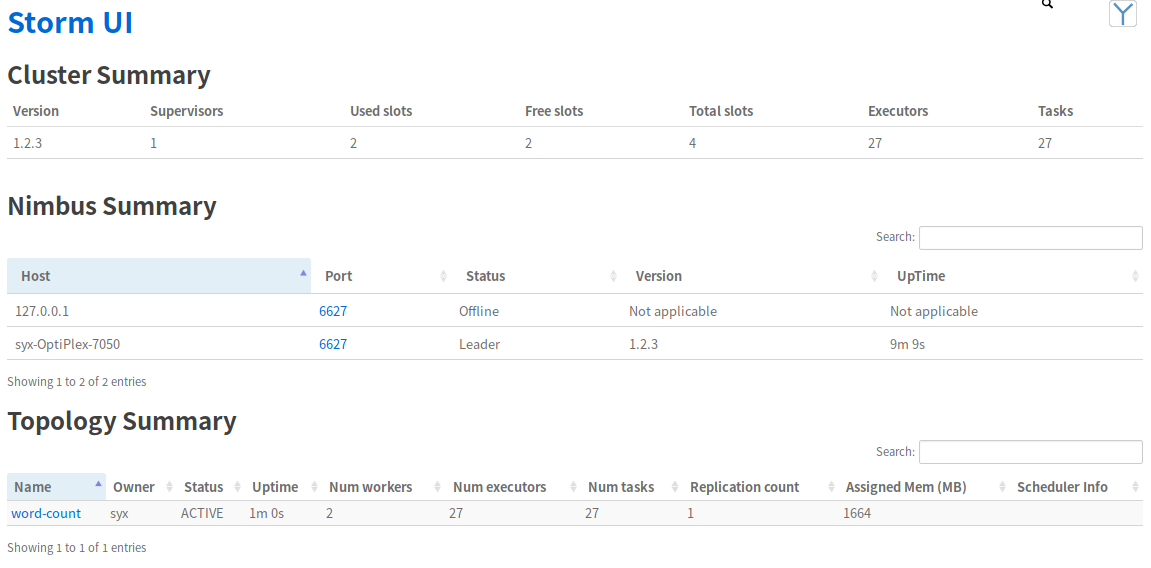 Storm UI
Cluster Summary
Version Supervisors Used slots Free slots Total slots Executors Tasks
1.2.3 1 2 2 4 27 27
Nimbus Summary
Search:
Host Port Status Version UpTime
127.0.0.1 6627 Offline Not applicable Not applicable
syx-OptiPlex-7050 6627 Leader 1.2.3 9m 9s
Showing 1 to 2 of 2 entries
Topology Summary
Search:
Name Owner Status Uptime Num workers Num executors Num tasks Replication count Assigned Mem (MB) Scheduler Info
word-count syx ACTIVE 1m 0s 2 27 27 1 1664
Showing 1 to 1 of 1 entries